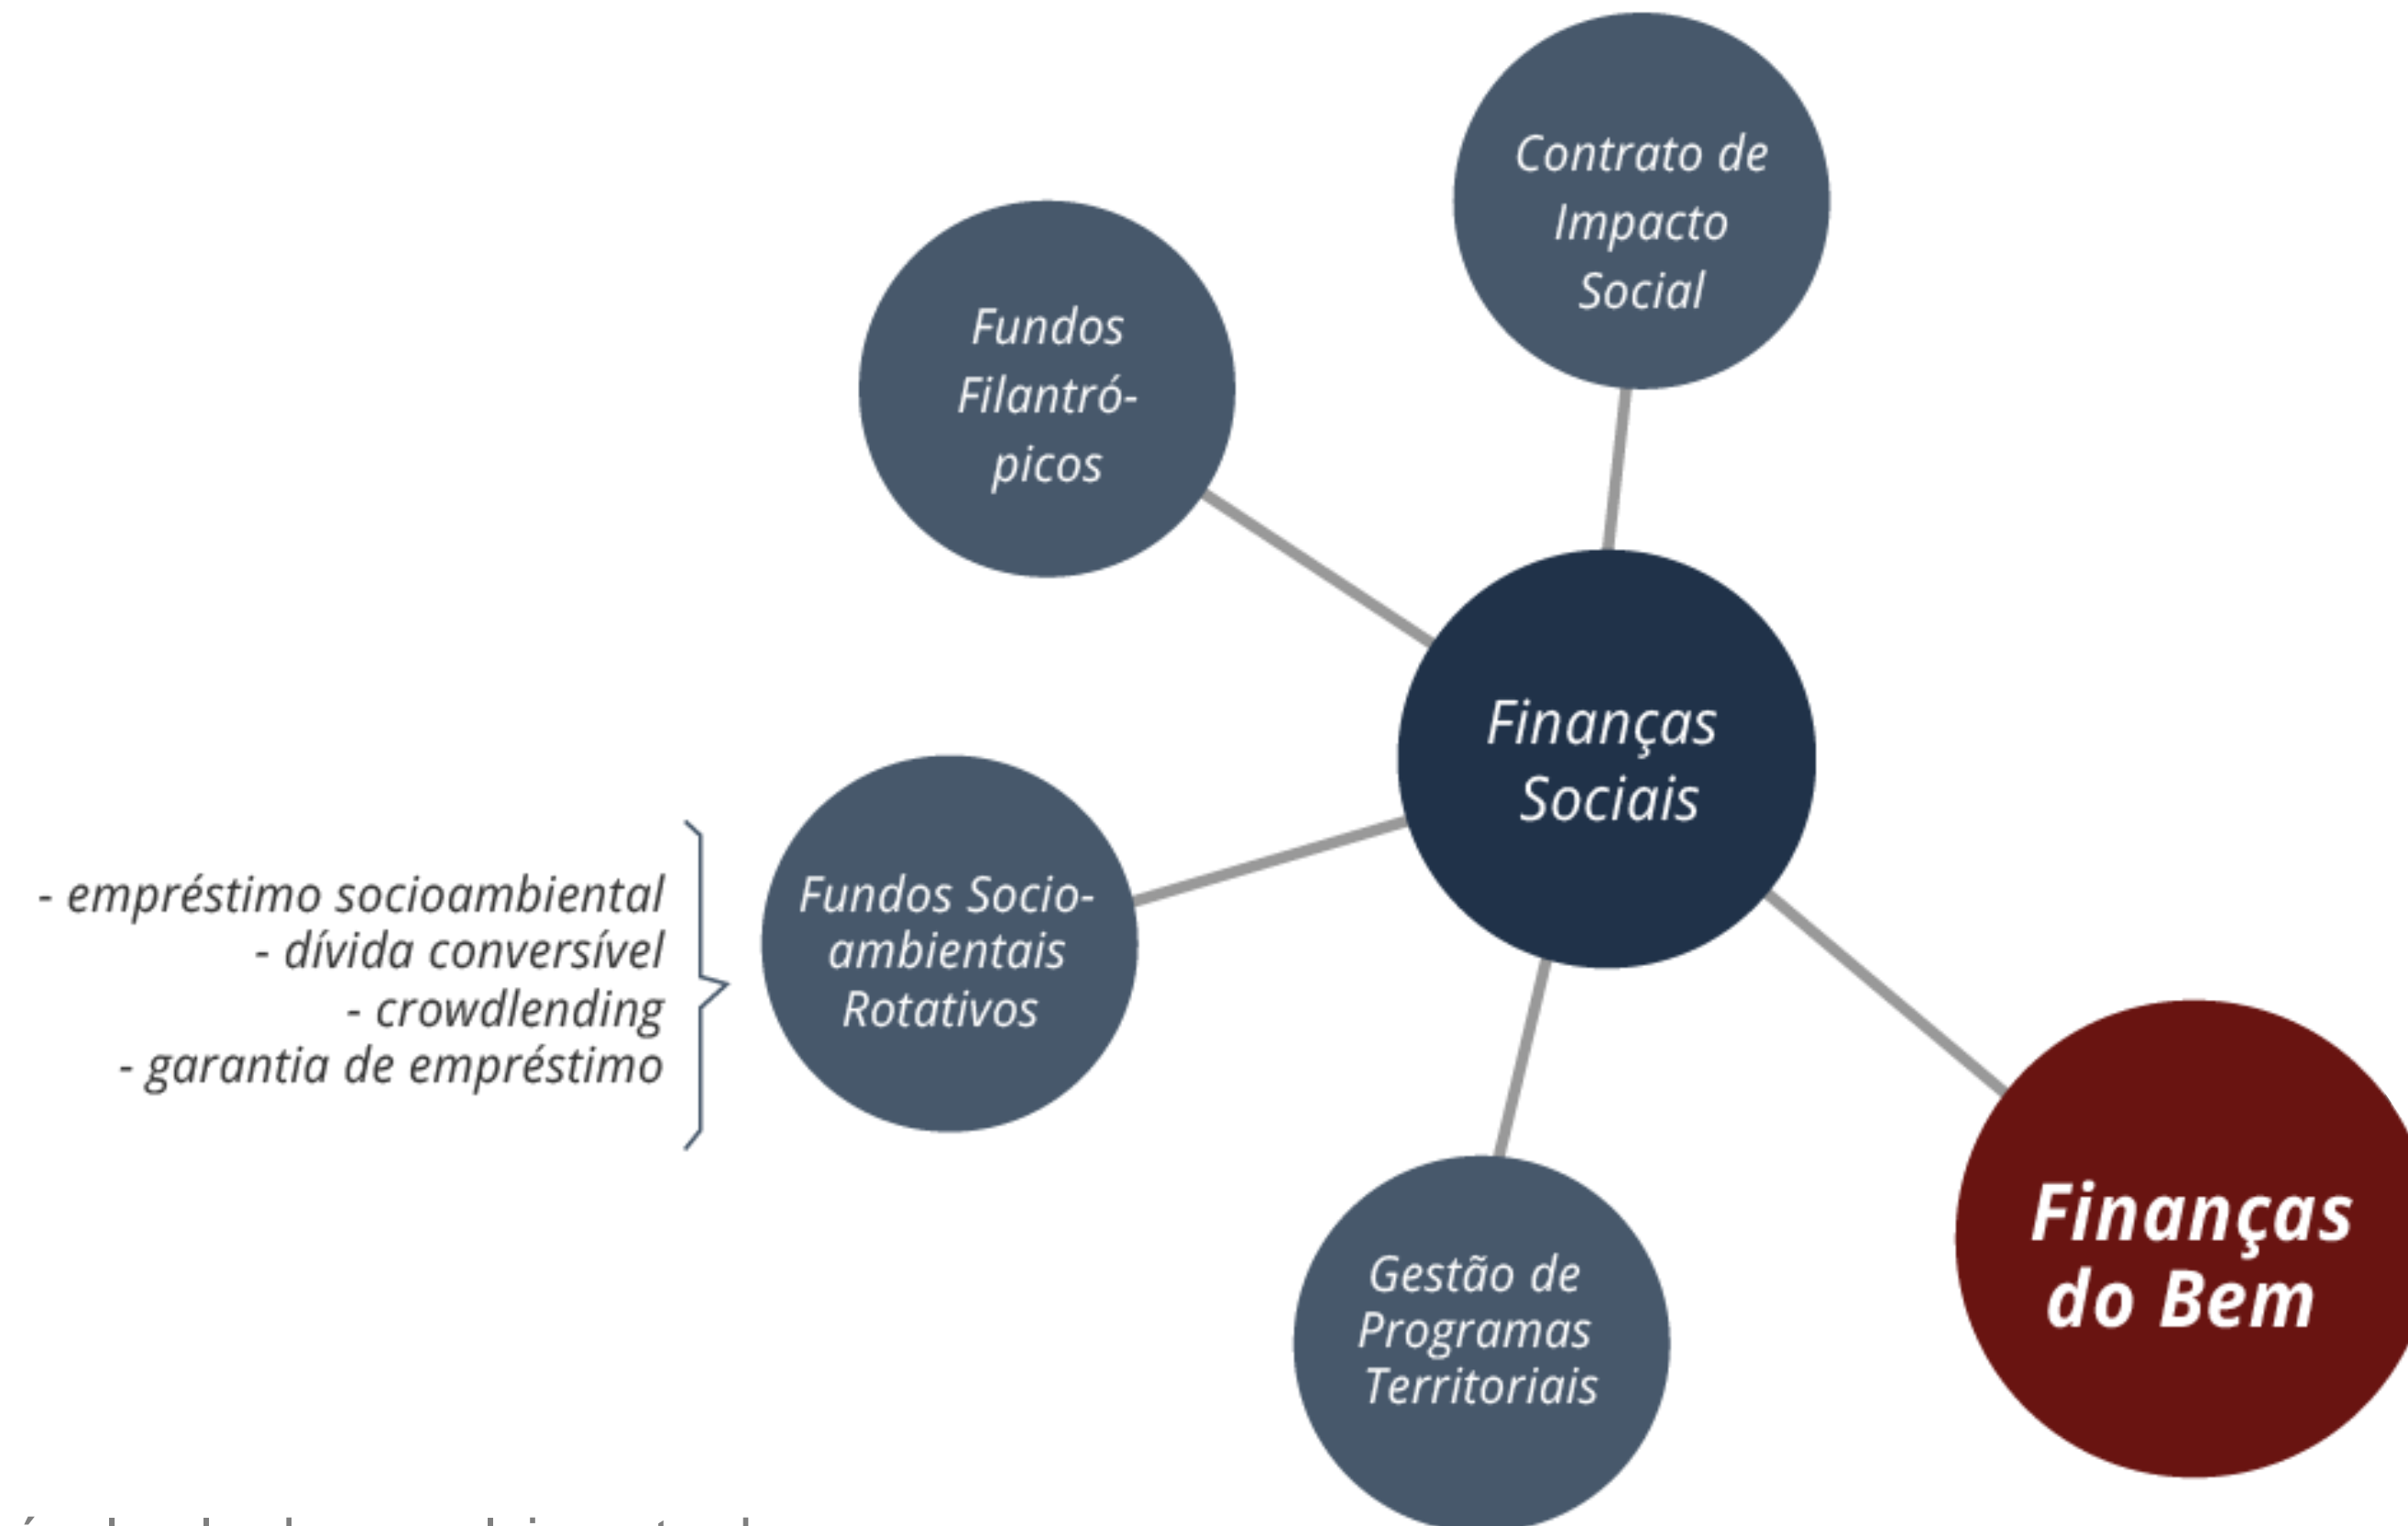 Contrato de
Impacto
Social
Fundos
Filantró-
picos
Finanças
Sociais
- empréstimo socioambiental
- dívida conversível
- crowdlending
- garantia de empréstimo
Fundos Socio-
ambientais
Rotativos
Finanças
do Bem
Gestão de
Programas
Territoriais